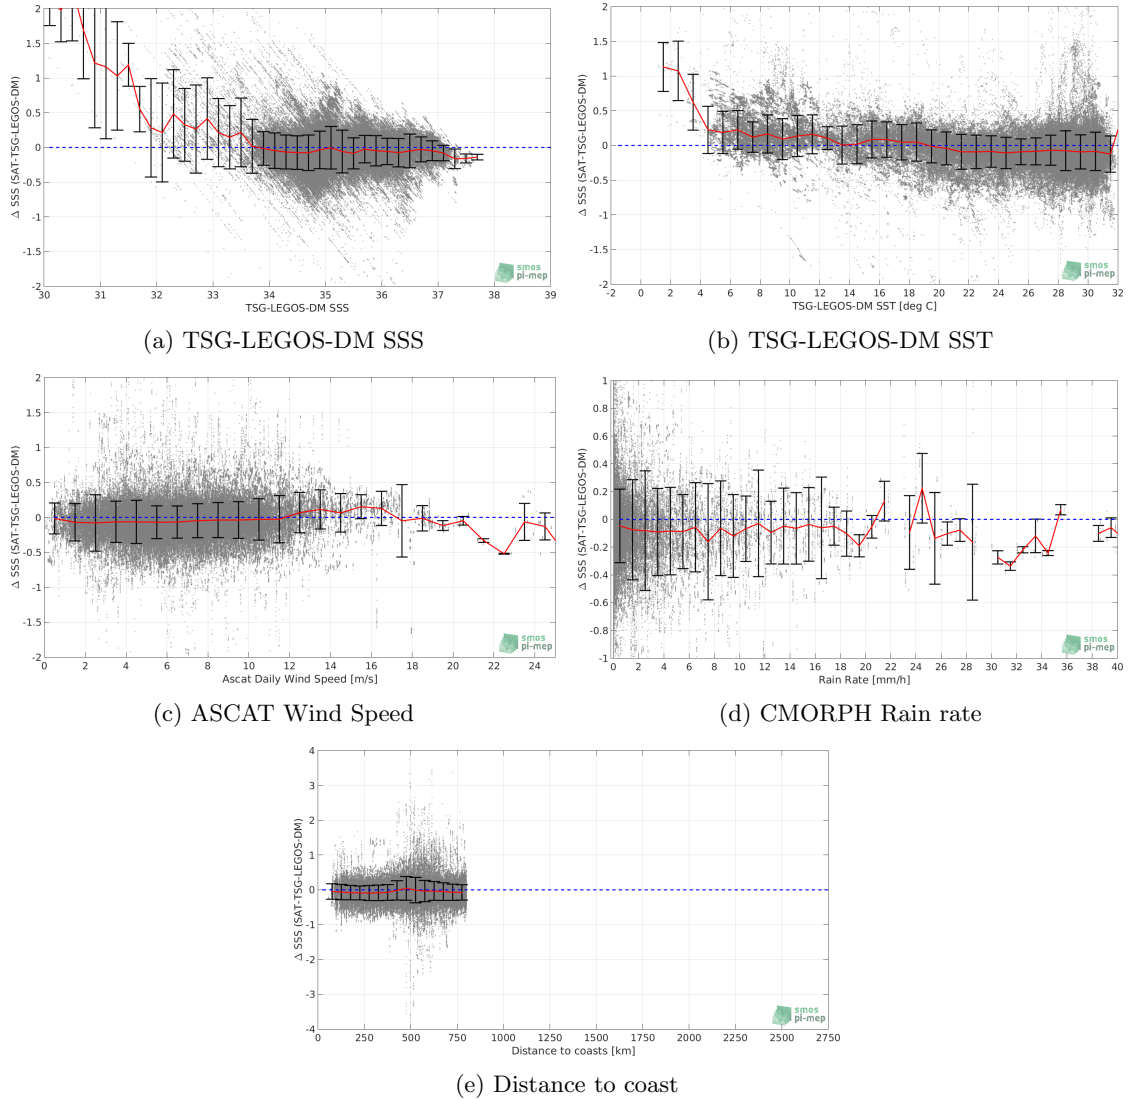 2
1.5
1
0.5
0
-0.5
-1
-1.5
-2
Δ SSS (SAT-TSG-LEGOS-DM)
30 31 32 33 34 35 36 37 38 39
TSG-LEGOS-DM SSS
smos
pi-mep
(a) TSG-LEGOS-DM SSS
2
1.5
1
0.5
0
-0.5
-1
-1.5
-2
Δ SSS (SAT-TSG-LEGOS-DM)
-2 0 2 4 6 8 10 12 14 16 18 20 22 24 26 28 30 32
TSG-LEGOS-DM SST [deg C]
smos
pi-mep
(b) TSG-LEGOS-DM SST
2
1.5
1
0.5
0
-0.5
-1
-1.5
-2
Δ SSS (SAT-TSG-LEGOS-DM)
0 2 4 6 8 10 12 14 16 18 20 22 24
Ascat Daily Wind Speed [m/s]
smos
pi-mep
(c) ASCAT Wind Speed
1
0.8
0.6
0.4
0.2
0
-0.2
-0.4
-0.6
-0.8
-1
Δ SSS (SAT-TSG-LEGOS-DM)
0 2 4 6 8 10 12 14 16 18 20 22 24 26 28 30 32 34 36 38 40
Rain Rate [mm/h]
smos
pi-mep
(d) CMORPH Rain rate
4
3
2
1
0
-1
-2
-3
-4
Δ SSS (SAT-TSG-LEGOS-DM)
0 250 500 750 1000 1250 1500 1750 2000 2250 2500 2750
Distance to coasts [km]
smos
pi-mep
(e) Distance to coast